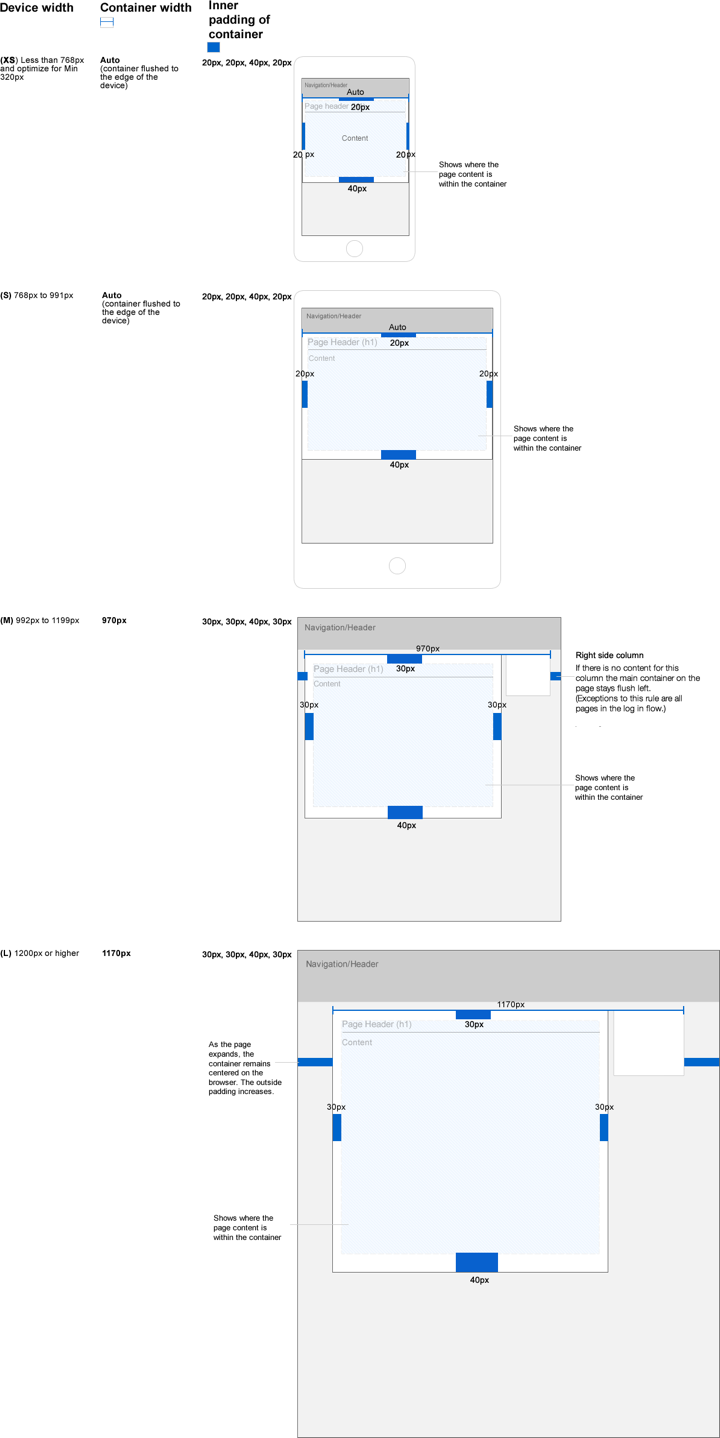 Device width
Container width
Inner
padding of
container
(XS) Less than 768px
and optimize for Min
320px
Auto
(container flushed to
the edge of the
device)
20px, 20px, 40px, 20px
Navigation/Header
Auto
Page header
20px
Content
20 px
20px
40px
Shows where the
page content is
within the container
(S) 768px to 991px
Auto
(container flushed to
the edge of the
device)
20px, 20px, 40px, 20px
Navigation/Header
Auto
Page Header (h1)
20px
Content
20px
20px
40px
Shows where the
page content is
within the container
(M) 992px to 1199px
970px
30px, 30px, 40px, 30px
Navigation/Header
970px
Page Header (h1)
30px
Content
30px
30px
40px
Right side column
If there is no content for this
column the main container on the
page stays flush left.
(Exceptions to this rule are all
pages in the log in flow.)
Shows where the
page content is
within the container
(L) 1200px or higher
1170px
30px, 30px, 40px, 30px
Navigation/Header
1170px
Page Header (h1)
30px
Content
As the page
expands, the
container remains
centered on the
browser. The outside
padding increases.
30px
30px
Shows where the
page content is
within the container
40px